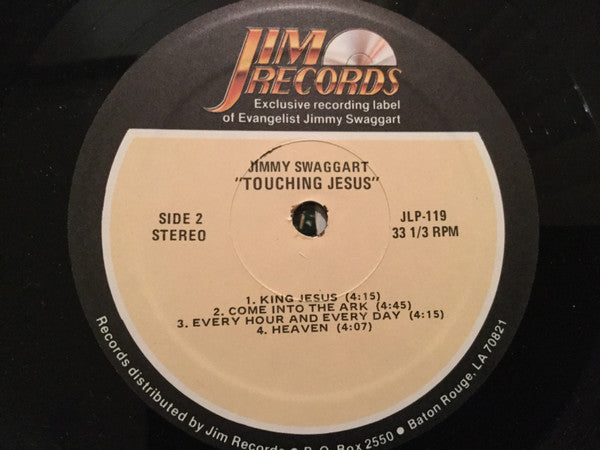 JIM
RECORDS
Exclusive recording label
of Evangelist Jimmy Swaggart
JIMMY SWAGGART
"TOUCHING JESUS"
SIDE 2
STEREO
JLP-119
33 1/3 RPM
1. KING JESUS (4:15)
2. COME INTO THE ARK (4:45)
3. EVERY HOUR AND EVERY DAY (4:15)
4. HEAVEN (4:07)
Records distributed by Jim Records ● P. O. Box 2550 ● Baton Rouge, LA 70821